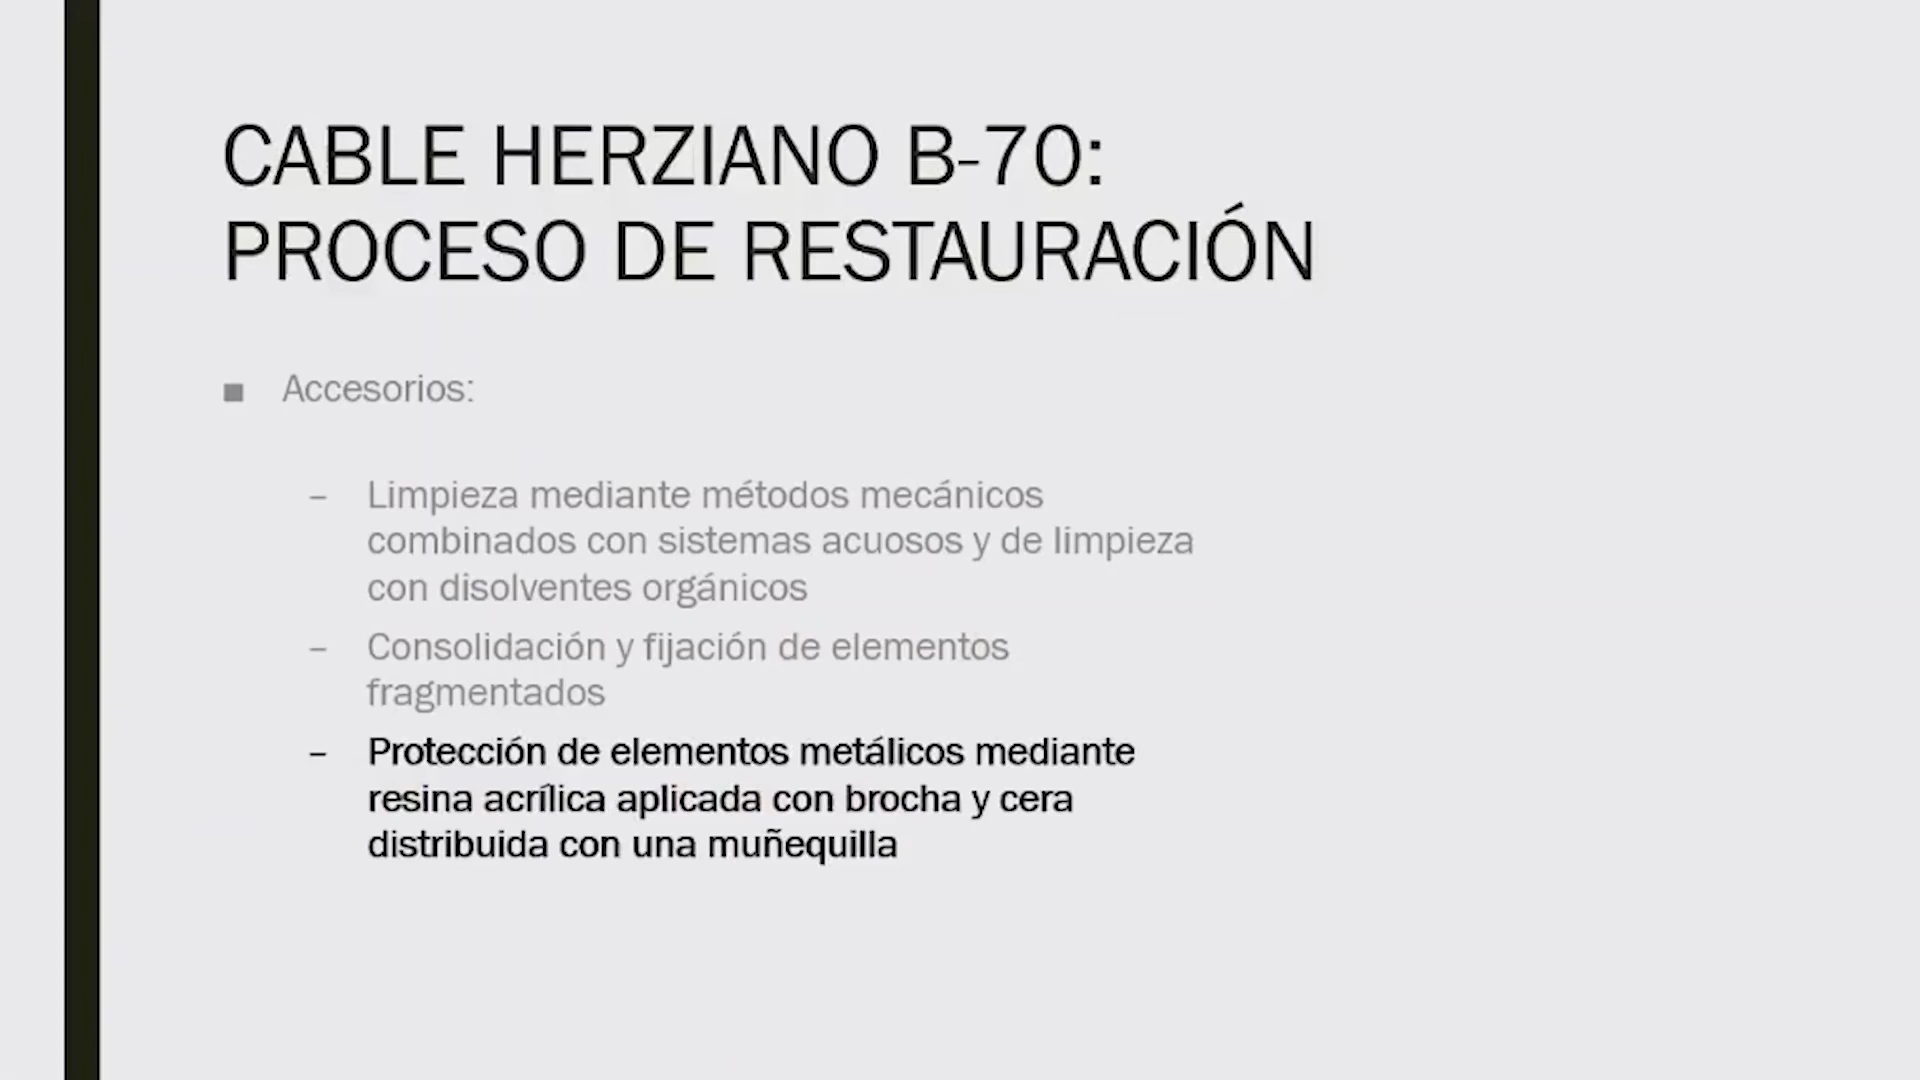 CABLE HERZIANO B-70:
PROCESO DE RESTAURACIÓN
■ Accesorios:
– Limpieza mediante métodos mecánicos
combinados con sistemas acuosos y de limpieza
con disolventes orgánicos
– Consolidación y fijación de elementos
fragmentados
– Protección de elementos metálicos mediante
resina acrílica aplicada con brocha y cera
distribuida con una muñequilla